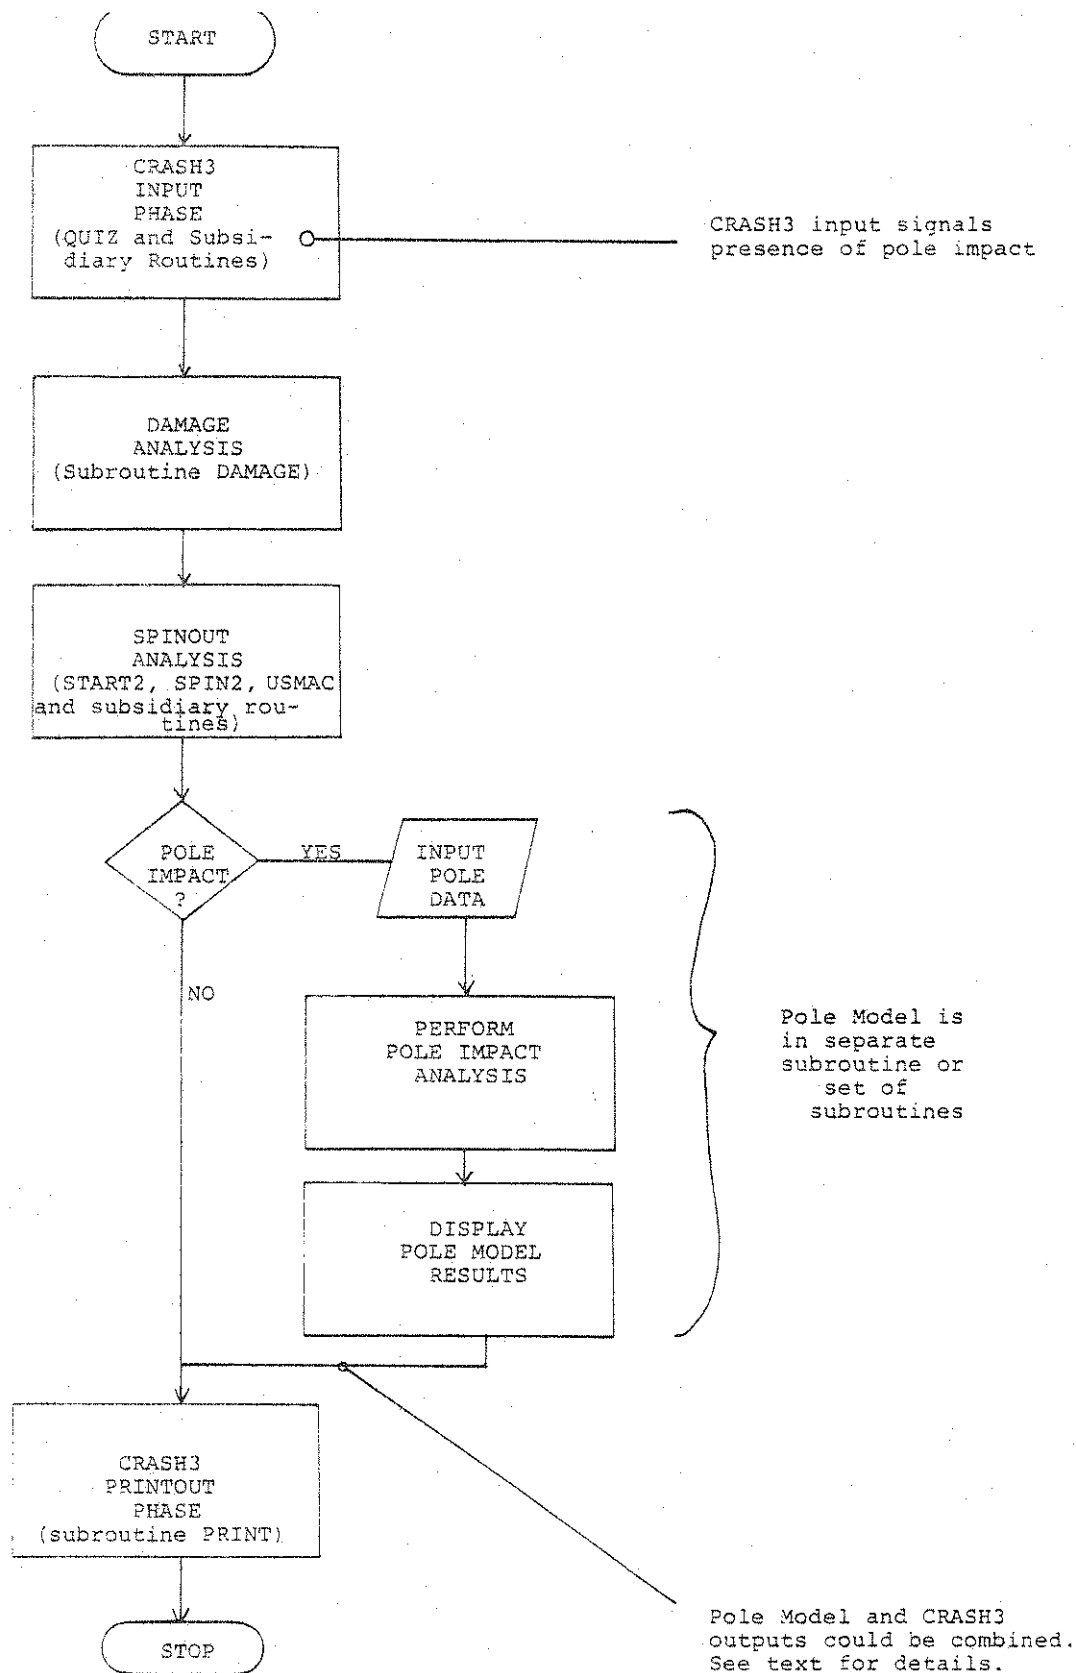 START
CRASH3
INPUT
PHASE
(QUIZ and Subsi-
diary Routines)
CRASH3 input signals
presence of pole impact
DAMAGE
ANALYSIS
(Subroutine DAMAGE)
SPINOUT
ANALYSIS
(START2, SPIN2, USMAC
and subsidiary rou-
tines)
POLE
IMPACT
?
YES
NO
INPUT
POLE
DATA
PERFORM
POLE IMPACT
ANALYSIS
DISPLAY
POLE MODEL
RESULTS
Pole Model is
in separate
subroutine or
set of
subroutines
CRASH3
PRINTOUT
PHASE
(subroutine PRINT)
STOP
Pole Model and CRASH3
outputs could be combined.
See text for details.